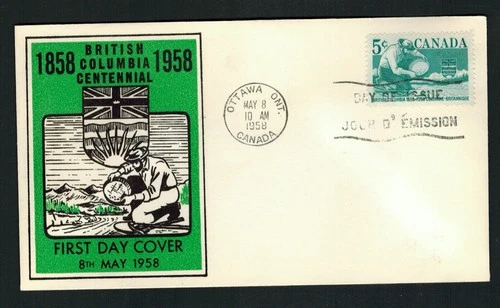 1858 BRITISH COLUMBIA CENTENNIAL 1958
FIRST DAY COVER
8TH MAY 1958
OTTAWA ONT.
MAY 8
10 AM
1958
CANADA
5¢ CANADA
DAY OF ISSUE
JOUR D'ÉMISSION